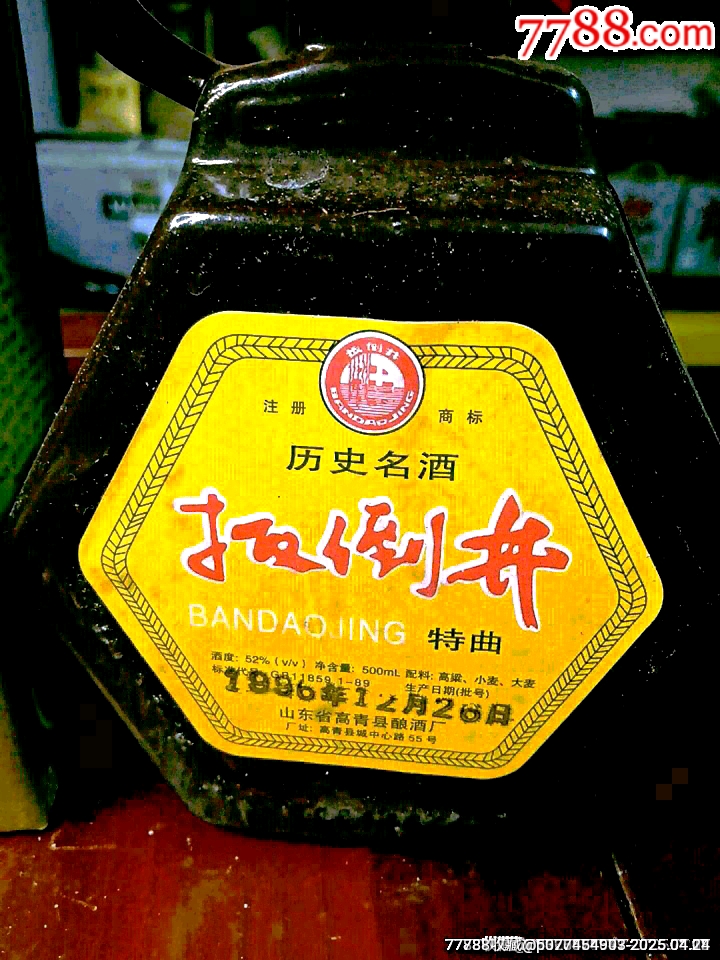 7788.com
扳倒井
BANDAOJING
注册 商标
历史名酒
扳倒井
BANDAOJING 特曲
酒度: 52% (v/v) 净含量: 500mL 配料: 高粱、小麦、大麦
标准代号: GB11859.1-89 生产日期(批号)
1996年12月26日
山东省高青县酿酒厂
厂址: 高青县城中心路55号